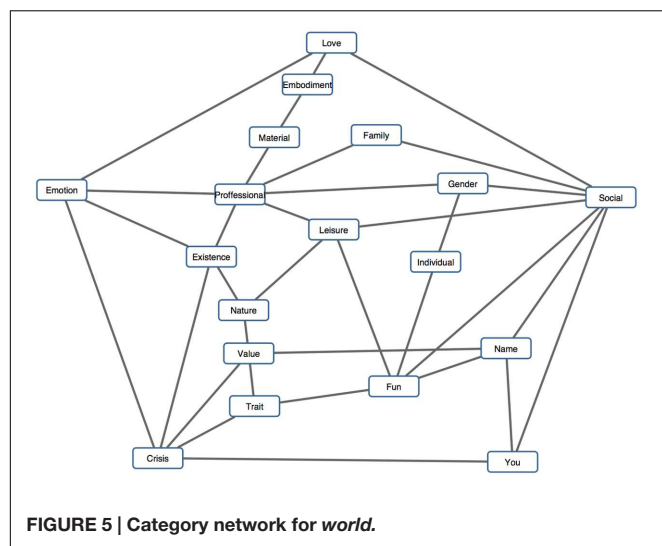 Love
Embodiment
Material
Family
Emotion
Proffessional
Gender
Social
Leisure
Existence
Individual
Nature
Value
Name
Fun
Trait
Crisis
You
FIGURE 5 | Category network for world.